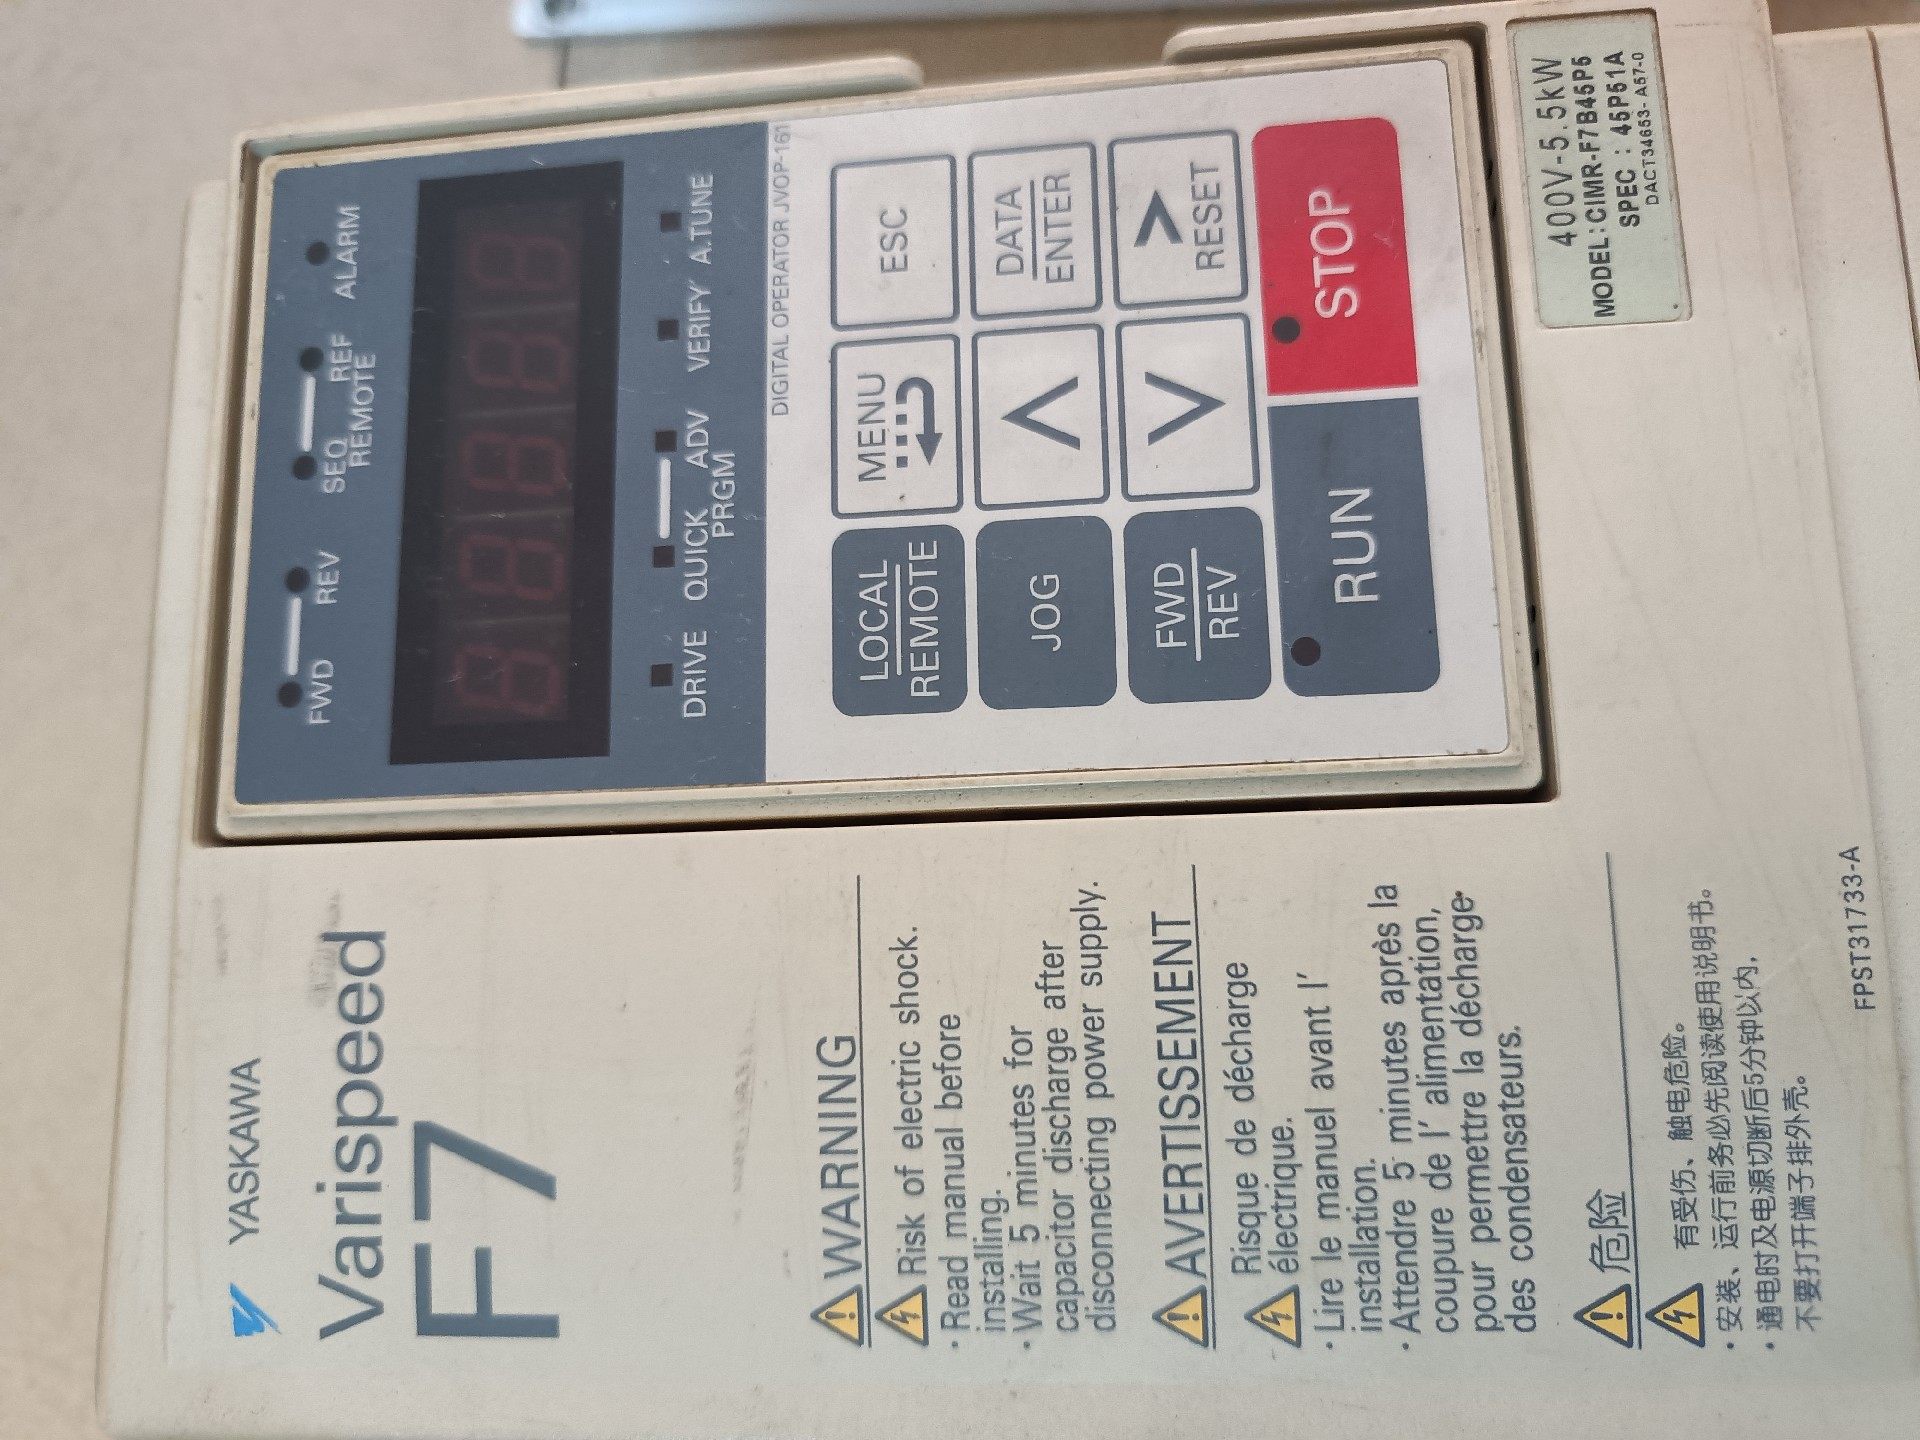 YASKAWA
Varispeed
F7
WARNING
Risk of electric shock.
· Read manual before
installing.
· Wait 5 minutes for
capacitor discharge after
disconnecting power supply.
AVERTISSEMENT
Risque de décharge
électrique.
· Lire le manuel avant l'
installation.
· Attendre 5 minutes après la
coupure de l' alimentation,
pour permettre la décharge
des condensateurs.
危险
有受伤、触电危险。
· 安装、运行前务必先阅读使用说明书。
· 通电时及电源切断后5分钟以内,
不要打开端子排外壳。
FPST31733-A
FWD REV SEQ REF ALARM
REMOTE
8.8.8.8.8
DRIVE QUICK ADV VERIFY A.TUNE
PRGM
DIGITAL OPERATOR JVOP-161
LOCAL
REMOTE
MENU
ESC
JOG
DATA
ENTER
FWD
REV
RESET
RUN
STOP
400V-5.5kW
MODEL:CIMR-F7B45P5
SPEC : 45P51A
DACT34653-A57-0